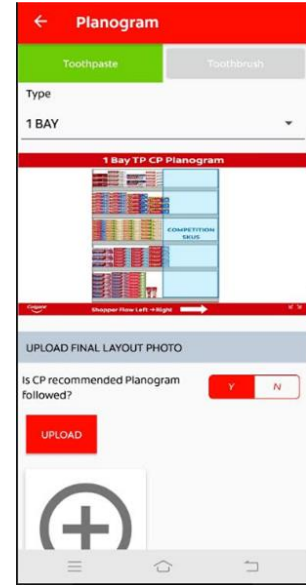 Planogram
Toothpaste
Toothbrush
Type
1 BAY
1 Bay TP CP Planogram
COMPETITION
SKUS
Colgate
Shopper Flow Left → Right
UPLOAD FINAL LAYOUT PHOTO
Is CP recommended Planogram
followed?
Y
N
UPLOAD